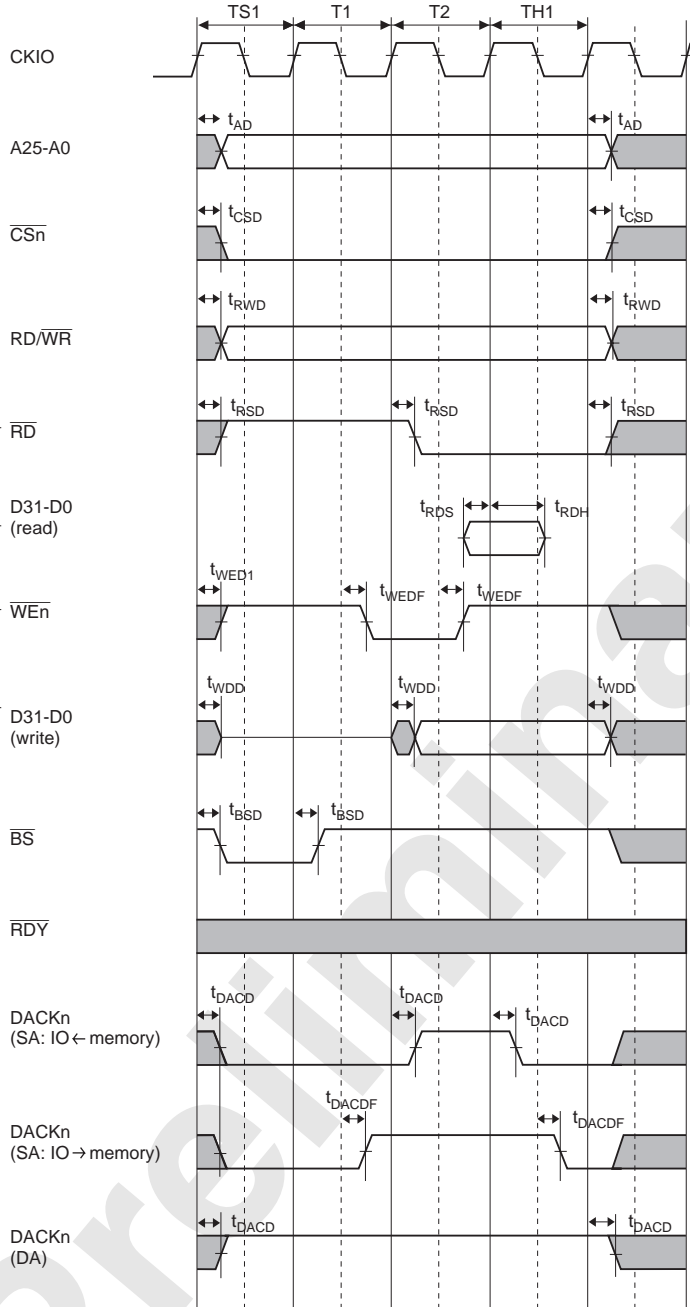 TS1 T1 T2 TH1
CKIO
tAD tAD
A25-A0
tCSD tCSD
CSn
tRWD tRWD
RD/WR
tRSD tRSD tRSD
RD
D31-D0
(read)
tRDS tRDH
tWED1 tWEDF tWEDF
WEn
tWDD tWDD tWDD
D31-D0
(write)
tBSD tBSD
BS
RDY
tDACD tDACD tDACD
DACKn
(SA: IO ← memory)
tDACDF tDACDF
DACKn
(SA: IO → memory)
tDACD tDACD
DACKn
(DA)
Prelimina